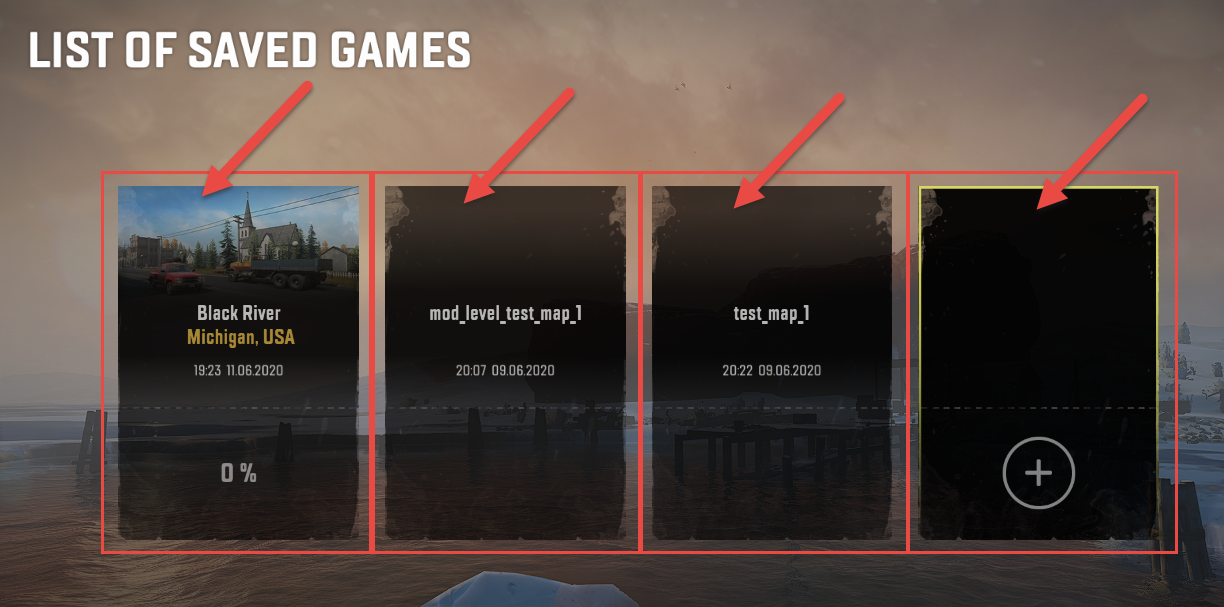 LIST OF SAVED GAMES
Black River
Michigan, USA
19:23 11.06.2020
0 %
mod_level_test_map_1
20:07 09.06.2020
test_map_1
20:22 09.06.2020